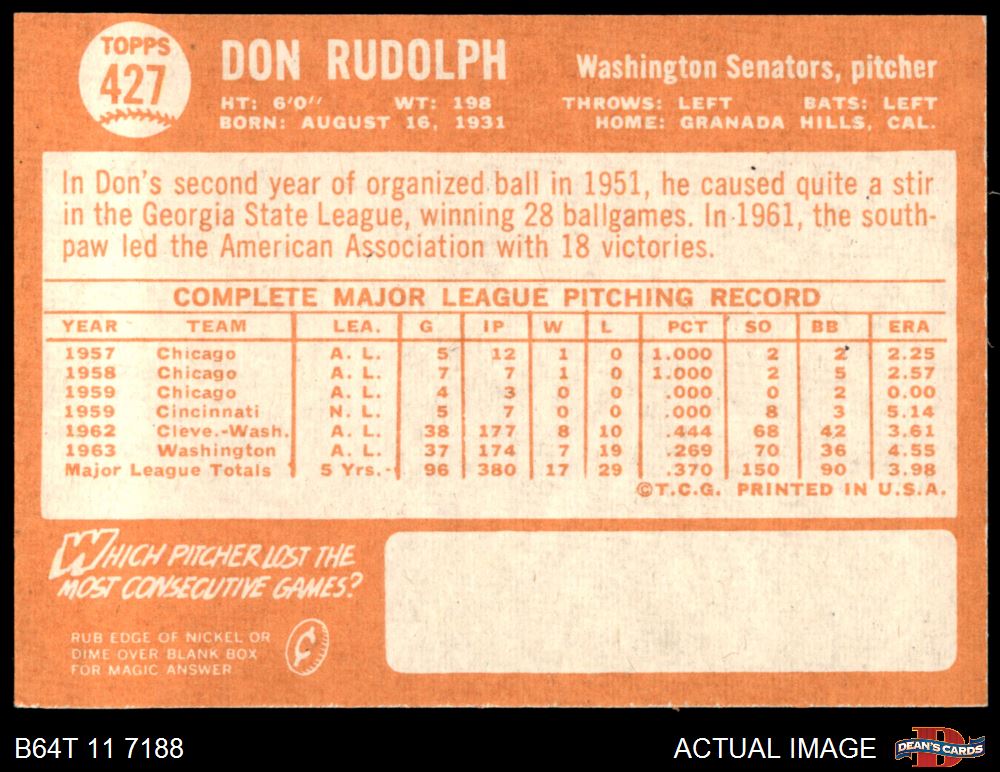 TOPPS
427
DON RUDOLPH
Washington Senators, pitcher
HT: 6'0" WT: 198
THROWS: LEFT BATS: LEFT
BORN: AUGUST 16, 1931
HOME: GRANADA HILLS, CAL.
In Don's second year of organized ball in 1951, he caused quite a stir
in the Georgia State League, winning 28 ballgames. In 1961, the south-
paw led the American Association with 18 victories.
COMPLETE MAJOR LEAGUE PITCHING RECORD
YEAR TEAM LEA. G IP W L PCT SO BB ERA
1957 Chicago A. L. 5 12 1 0 1.000 2 2 2.25
1958 Chicago A. L. 7 7 1 0 1.000 2 5 2.57
1959 Chicago A. L. 4 3 0 0 .000 0 2 0.00
1959 Cincinnati N. L. 5 7 0 0 .000 8 3 5.14
1962 Cleve.-Wash. A. L. 38 177 8 10 .444 68 42 3.61
1963 Washington A. L. 37 174 7 19 .269 70 36 4.55
Major League Totals 5 Yrs.- 96 380 17 29 .370 150 90 3.98
©T.C.G. PRINTED IN U.S.A.
WHICH PITCHER LOST THE
MOST CONSECUTIVE GAMES?
RUB EDGE OF NICKEL OR
DIME OVER BLANK BOX
FOR MAGIC ANSWER.
B64T 11 7188
ACTUAL IMAGE
D
DEAN'S CARDS